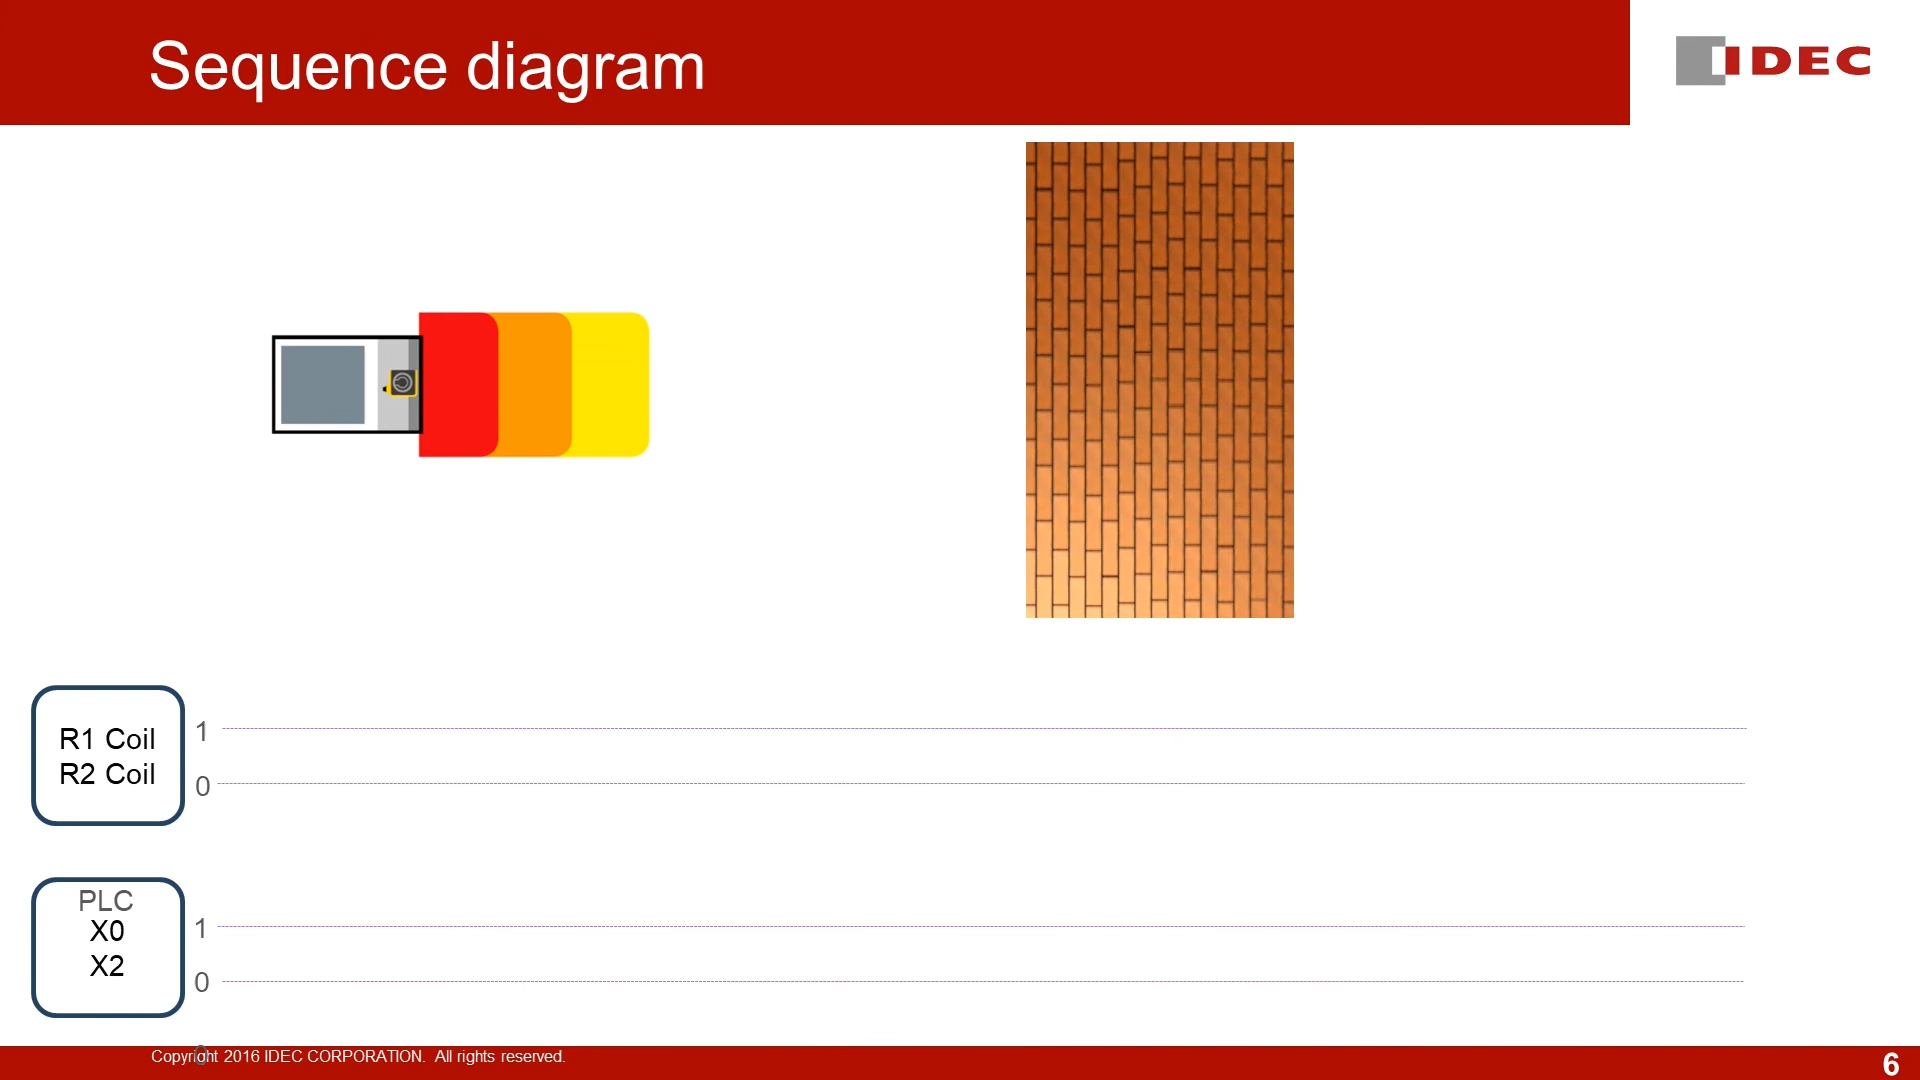 Sequence diagram
IDEC
R1 Coil
R2 Coil
1
0
PLC
X0
X2
1
0
0
Copyright 2016 IDEC CORPORATION. All rights reserved.
6